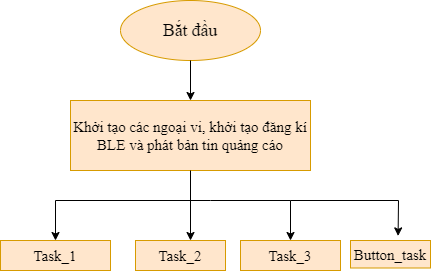 Bắt đầu
Khởi tạo các ngoại vi, khởi tạo đăng kí
BLE và phát bản tin quảng cáo
Task_1
Task_2
Task_3
Button_task